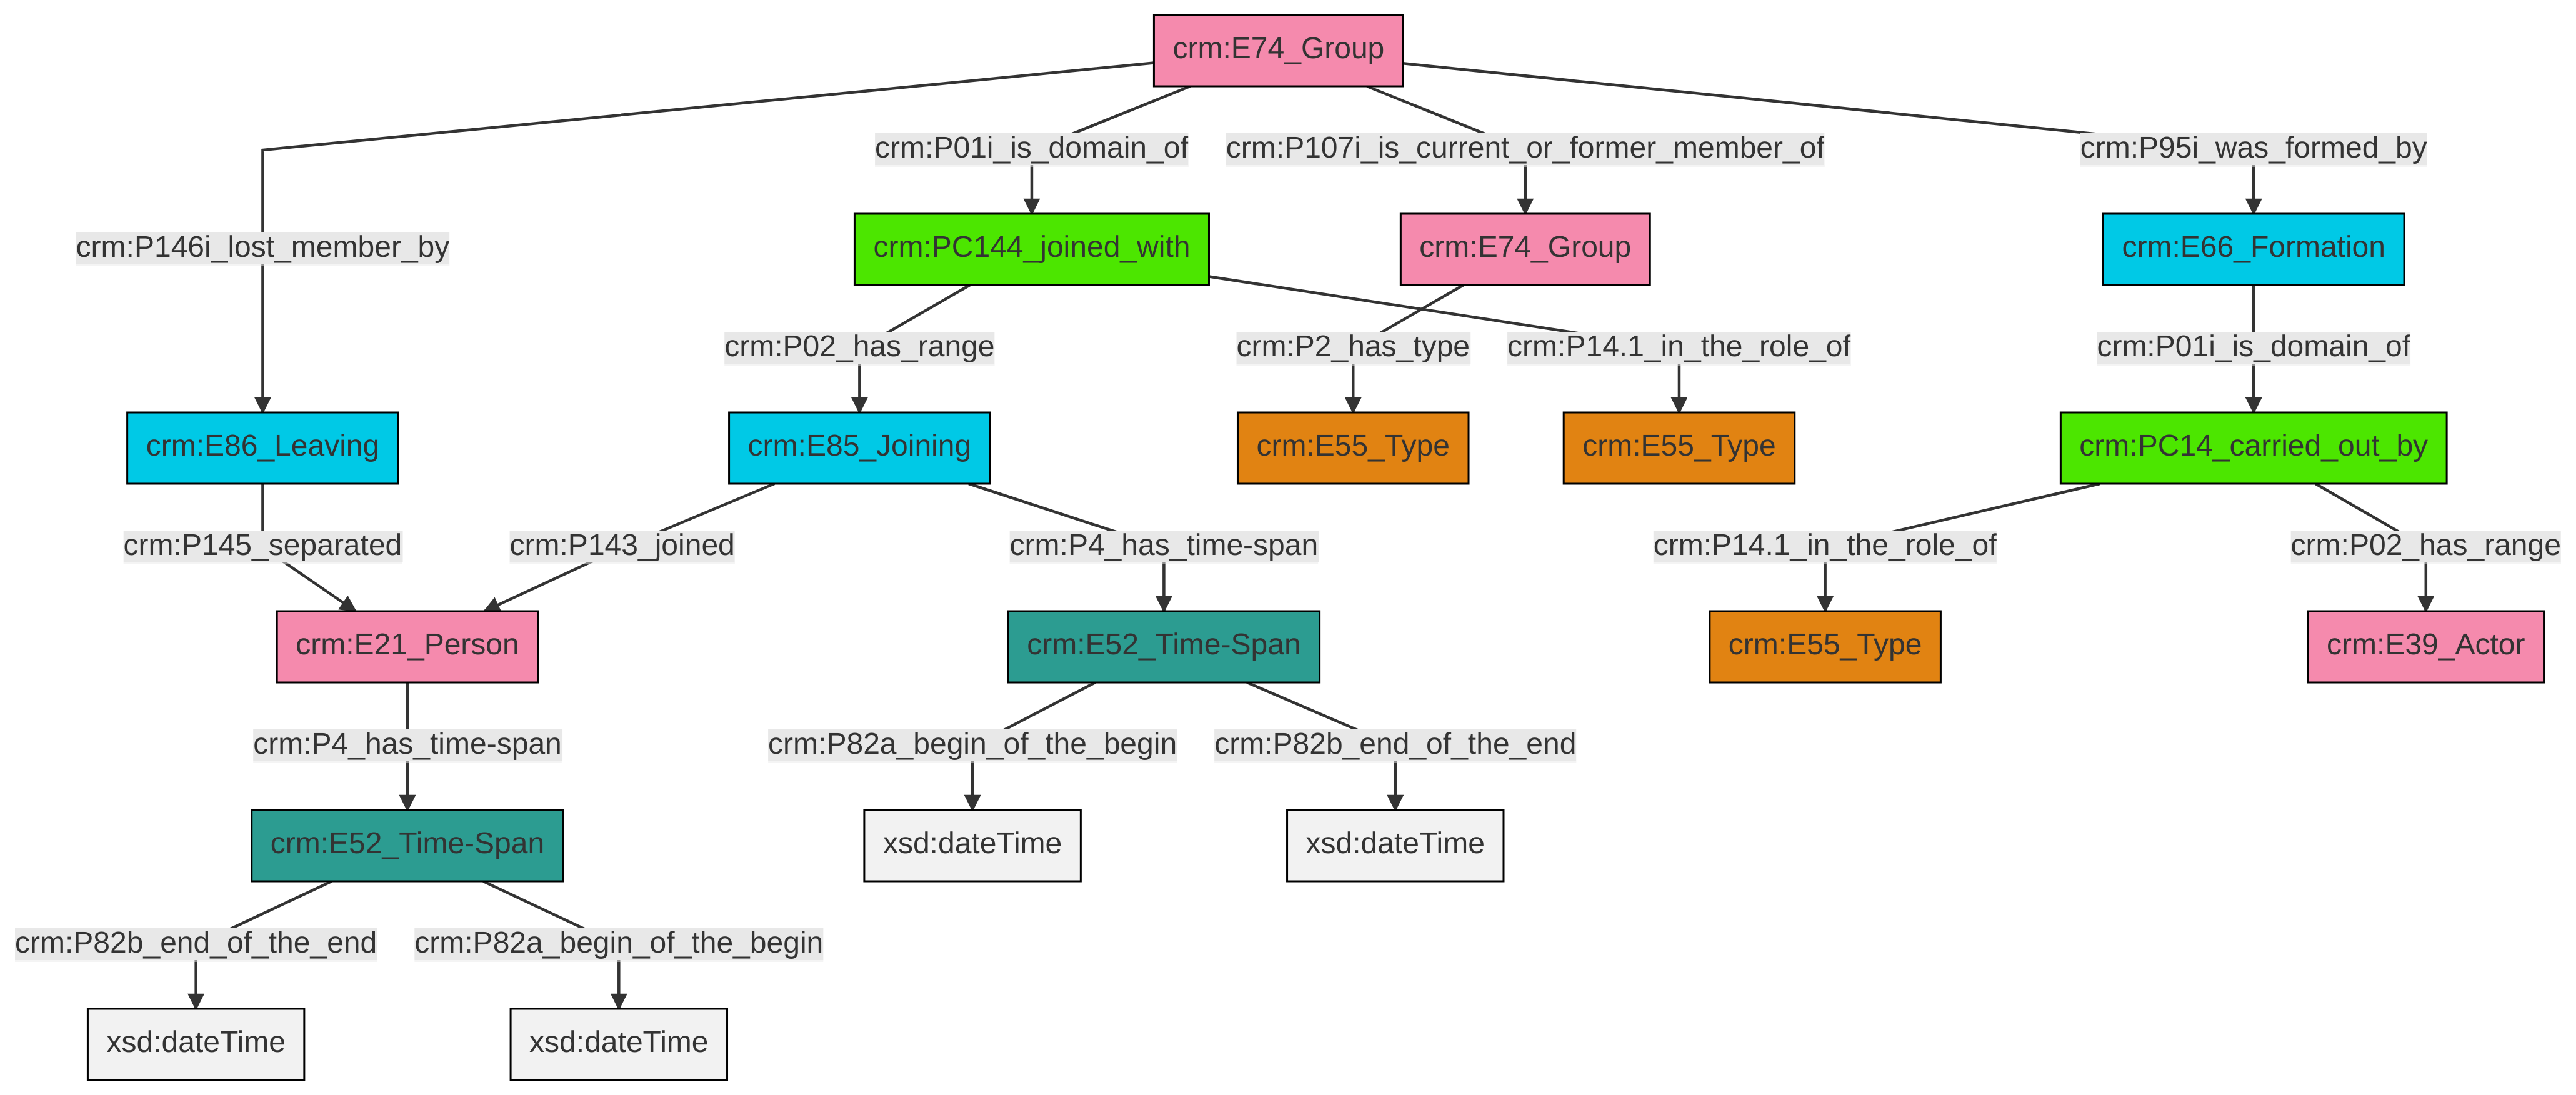 crm:E74_Group
crm:P01i_is_domain_of
crm:P107i_is_current_or_former_member_of
crm:P95i_was_formed_by
crm:P146i_lost_member_by
crm:PC144_joined_with
crm:E74_Group
crm:E66_Formation
crm:P02_has_range
crm:P2_has_type
crm:P14.1_in_the_role_of
crm:P01i_is_domain_of
crm:E86_Leaving
crm:E85_Joining
crm:E55_Type
crm:E55_Type
crm:PC14_carried_out_by
crm:P145_separated
crm:P143_joined
crm:P4_has_time-span
crm:P14.1_in_the_role_of
crm:P02_has_range
crm:E21_Person
crm:E52_Time-Span
crm:E55_Type
crm:E39_Actor
crm:P4_has_time-span
crm:P82a_begin_of_the_begin
crm:P82b_end_of_the_end
crm:E52_Time-Span
xsd:dateTime
xsd:dateTime
crm:P82b_end_of_the_end
crm:P82a_begin_of_the_begin
xsd:dateTime
xsd:dateTime